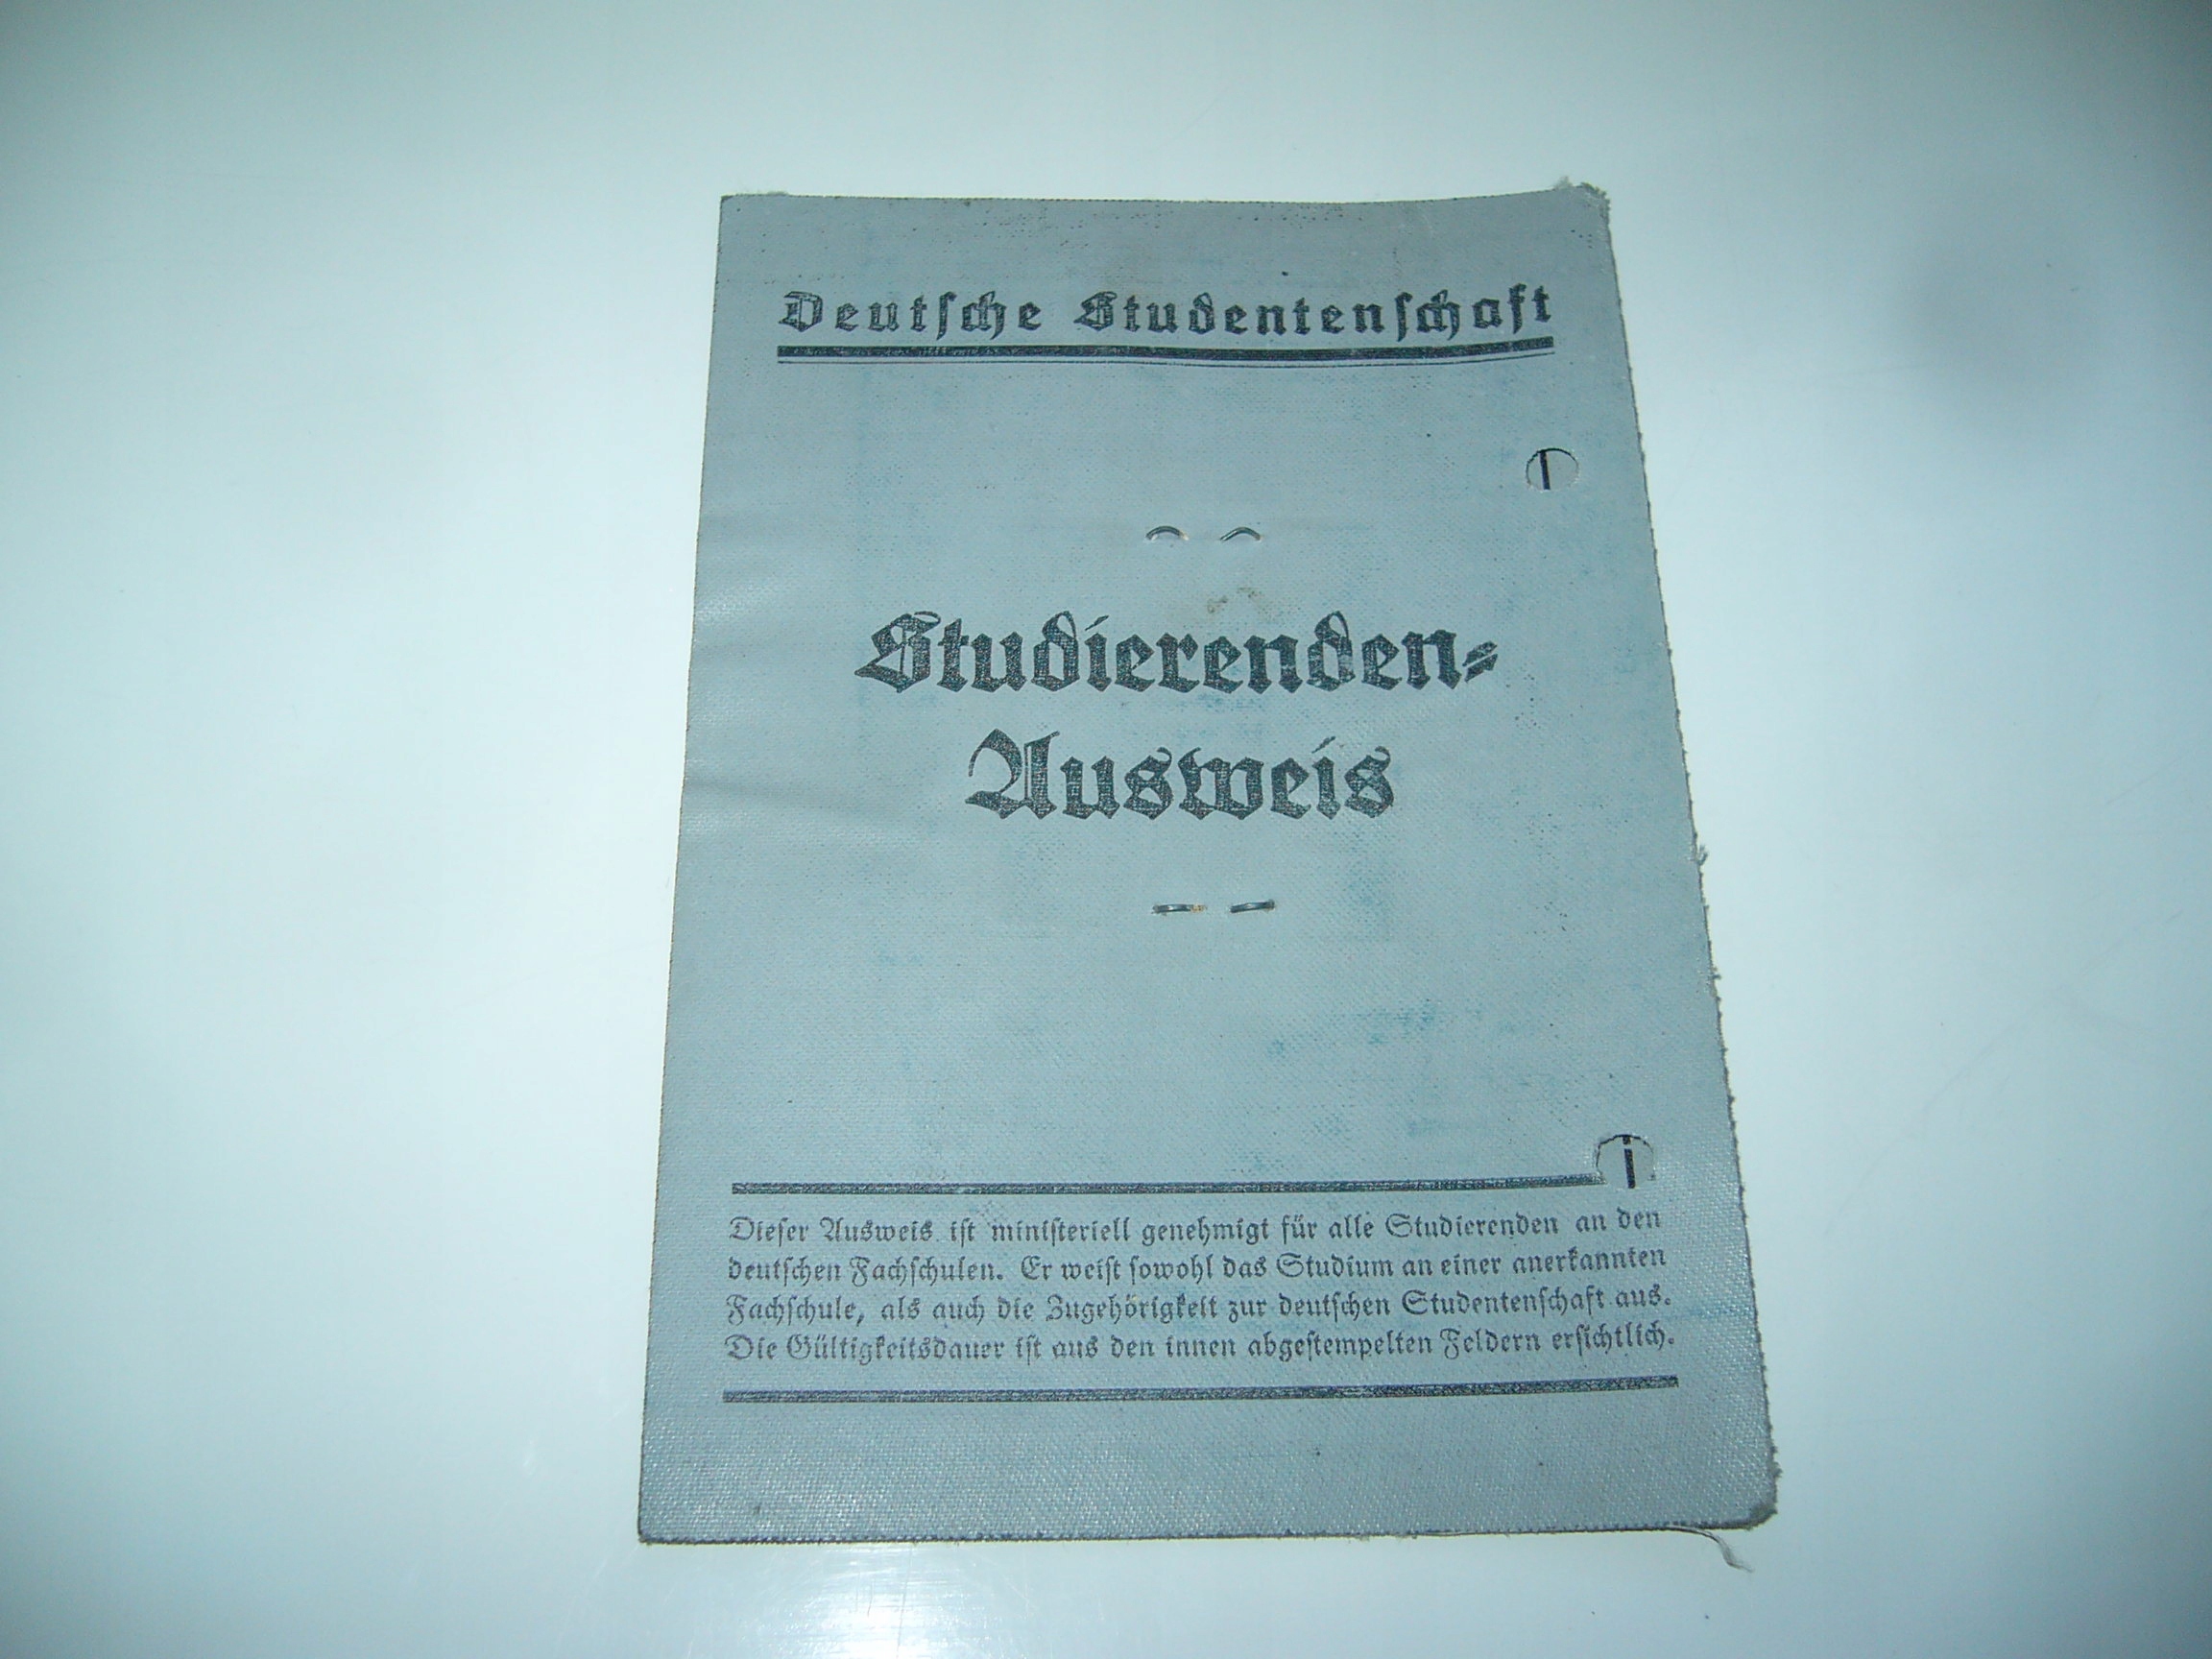 Deutsche Studentenschaft
Studierenden-
Ausweis
Dieser Ausweis ist ministeriell genehmigt für alle Studierenden an den
deutschen Fachschulen. Er weist sowohl das Studium an einer anerkannten
Fachschule, als auch die Zugehörigkeit zur deutschen Studentenschaft aus.
Die Gültigkeitsdauer ist aus den innen abgestempelten Feldern ersichtlich.